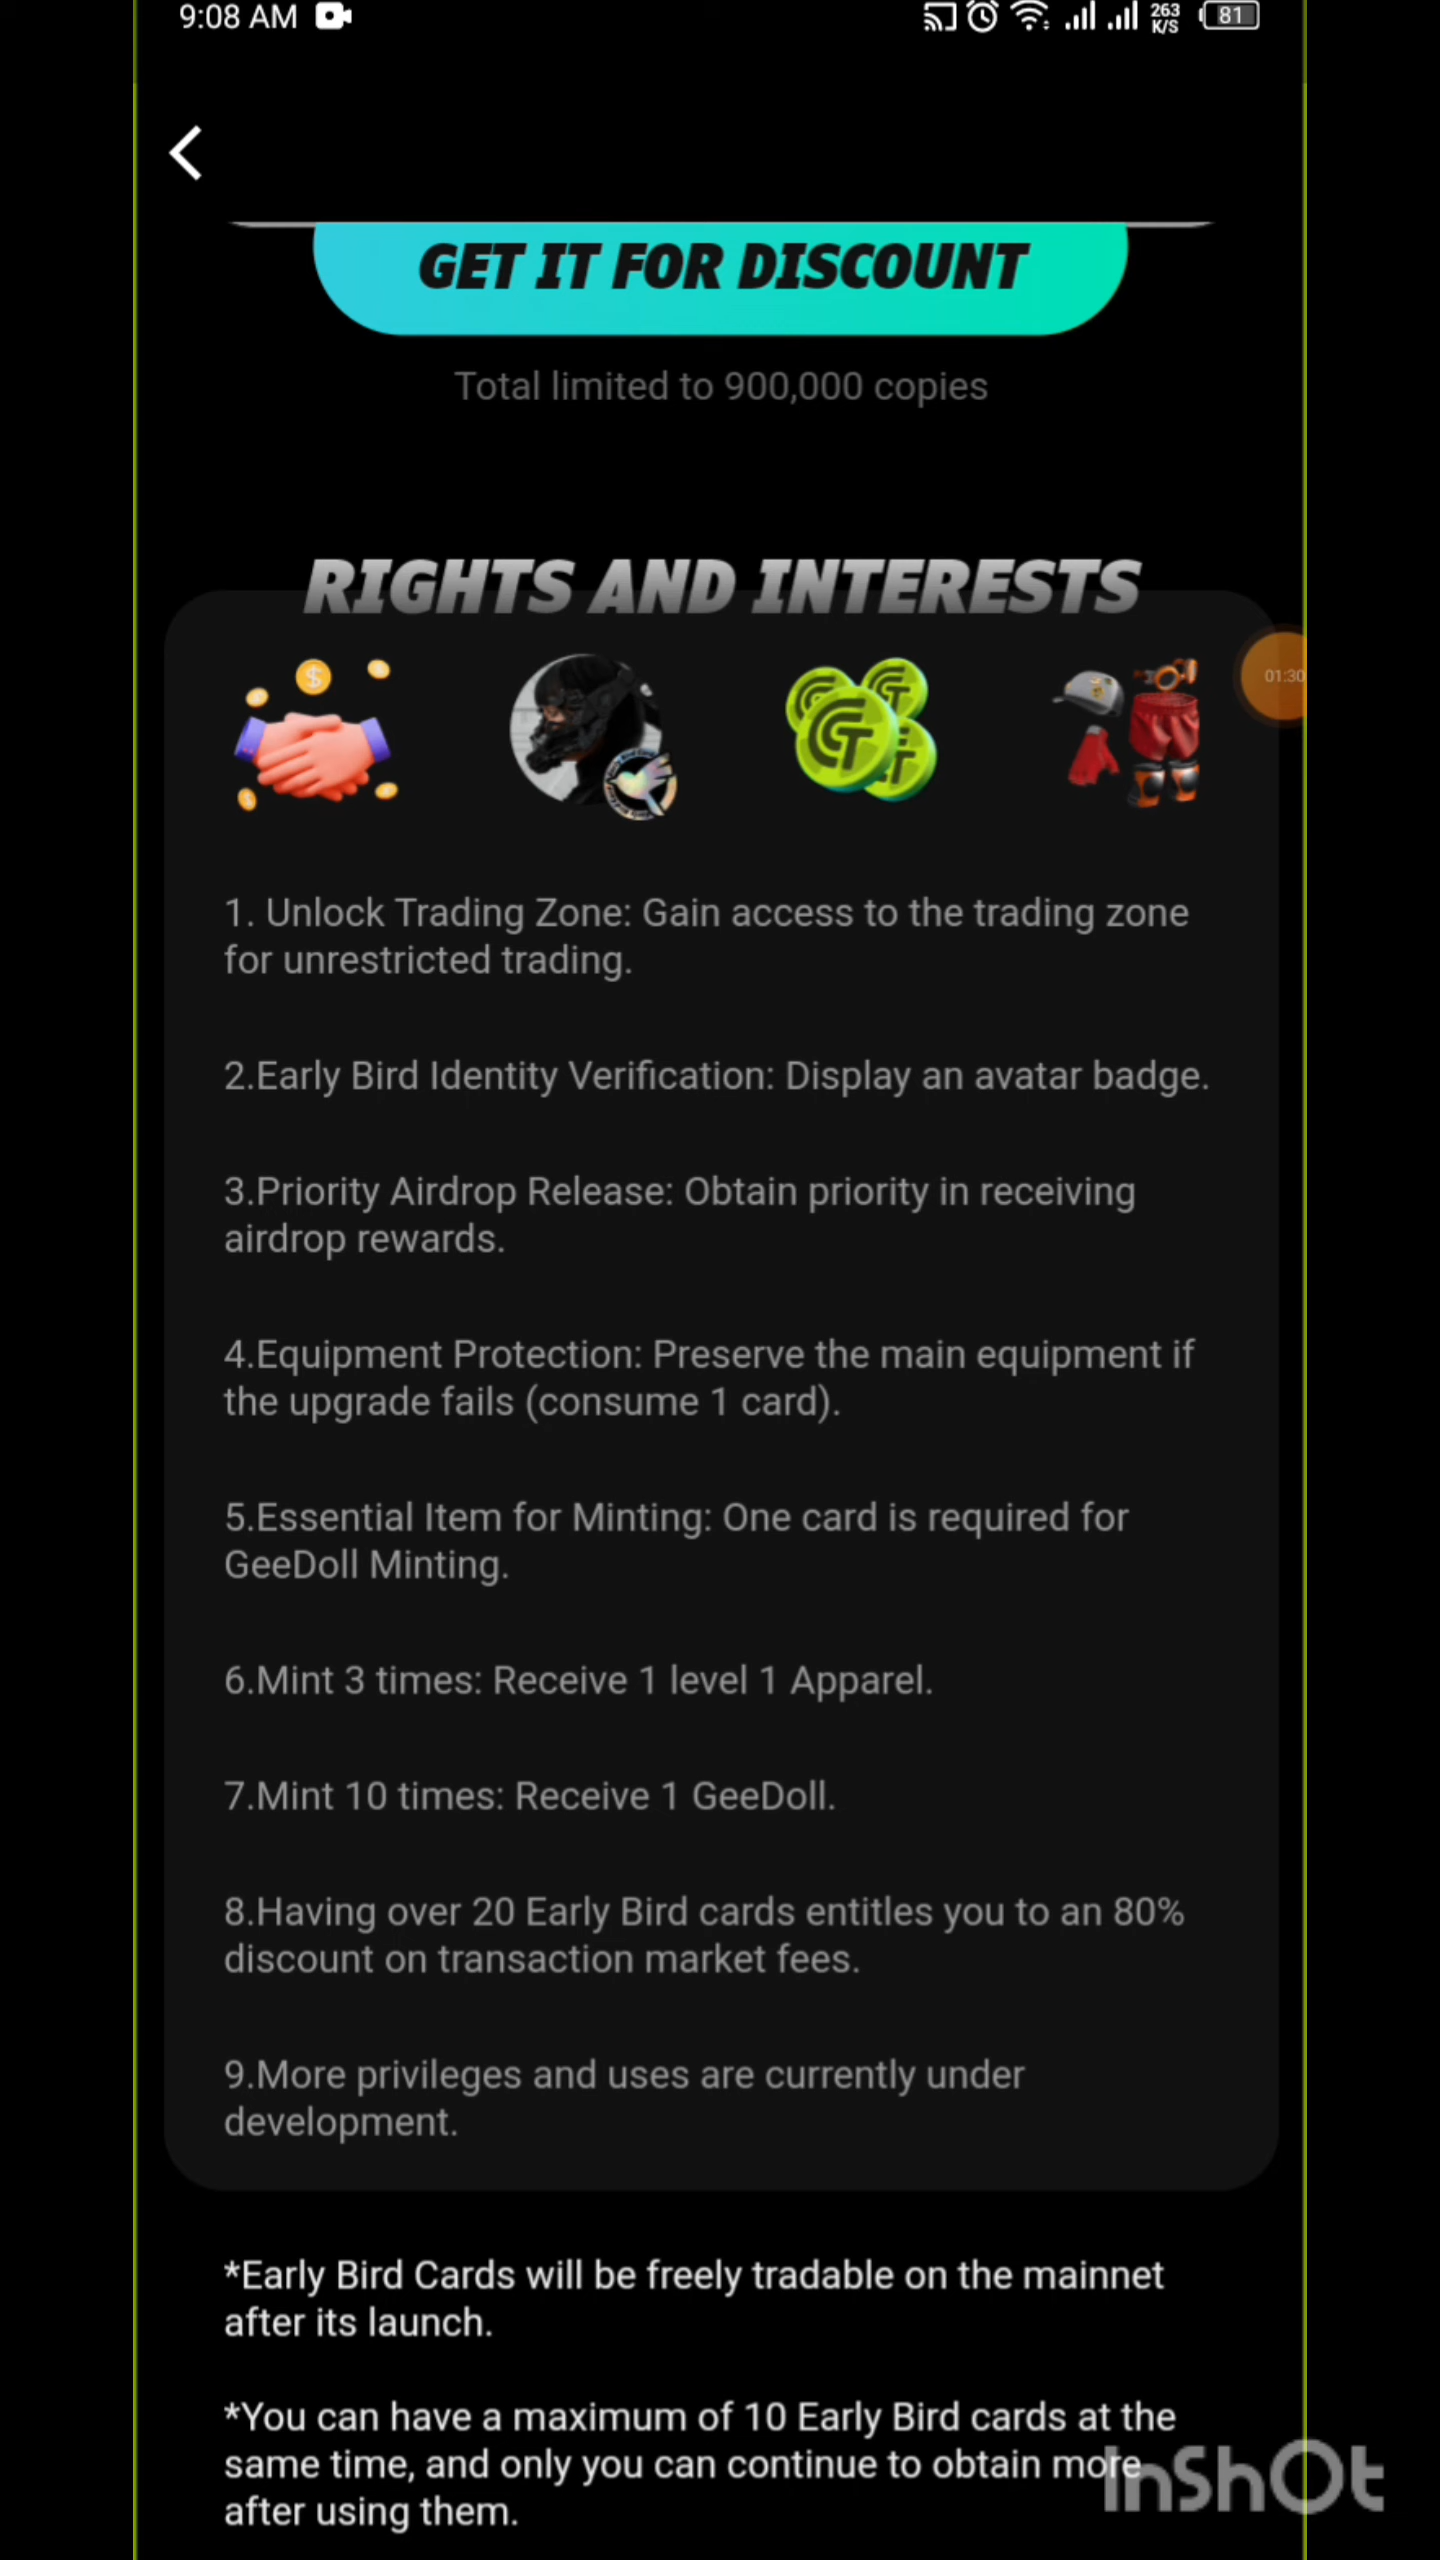 9:08 AM
263
K/S
81
GET IT FOR DISCOUNT
Total limited to 900,000 copies
RIGHTS AND INTERESTS
01:30
1. Unlock Trading Zone: Gain access to the trading zone
for unrestricted trading.
2.Early Bird Identity Verification: Display an avatar badge.
3.Priority Airdrop Release: Obtain priority in receiving
airdrop rewards.
4.Equipment Protection: Preserve the main equipment if
the upgrade fails (consume 1 card).
5.Essential Item for Minting: One card is required for
GeeDoll Minting.
6.Mint 3 times: Receive 1 level 1 Apparel.
7.Mint 10 times: Receive 1 GeeDoll.
8.Having over 20 Early Bird cards entitles you to an 80%
discount on transaction market fees.
9.More privileges and uses are currently under
development.
*Early Bird Cards will be freely tradable on the mainnet
after its launch.
*You can have a maximum of 10 Early Bird cards at the
same time, and only you can continue to obtain more
after using them.
InShOt